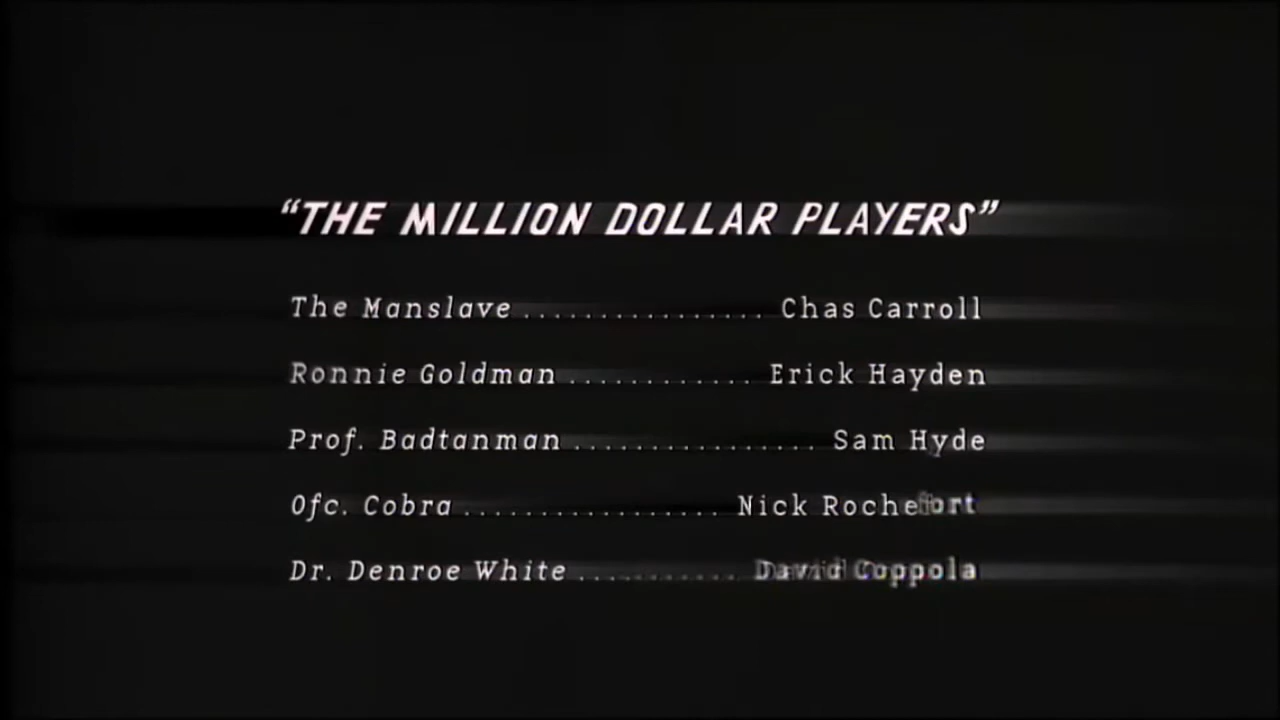 “THE MILLION DOLLAR PLAYERS”
The Manslave ................ Chas Carroll
Ronnie Goldman ............ Erick Hayden
Prof. Badtanman ................ Sam Hyde
Ofc. Cobra .................. Nick Rochefort
Dr. Denroe White ........... David Coppola